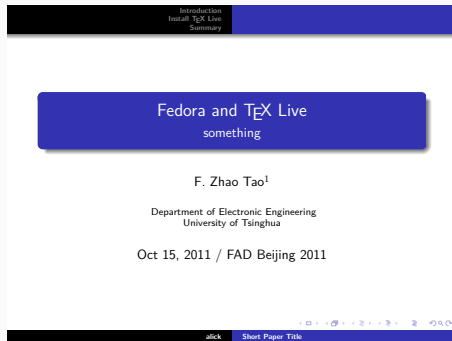 Introduction
Install TEX Live
Summary
Fedora and TEX Live
something
F. Zhao Tao1
Department of Electronic Engineering
University of Tsinghua
Oct 15, 2011 / FAD Beijing 2011
alick Short Paper Title